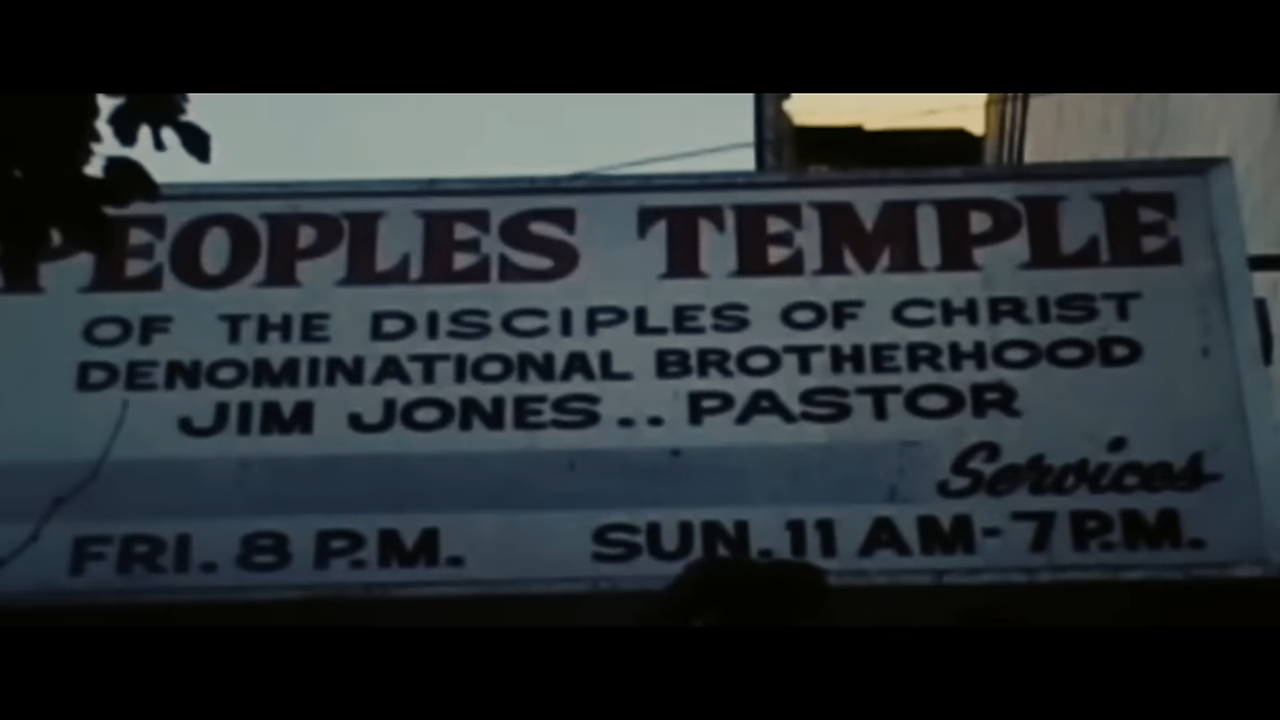 PEOPLES TEMPLE
OF THE DISCIPLES OF CHRIST
DENOMINATIONAL BROTHERHOOD
JIM JONES.. PASTOR
Services
FRI. 8 P.M. SUN. 11 AM-7 P.M.